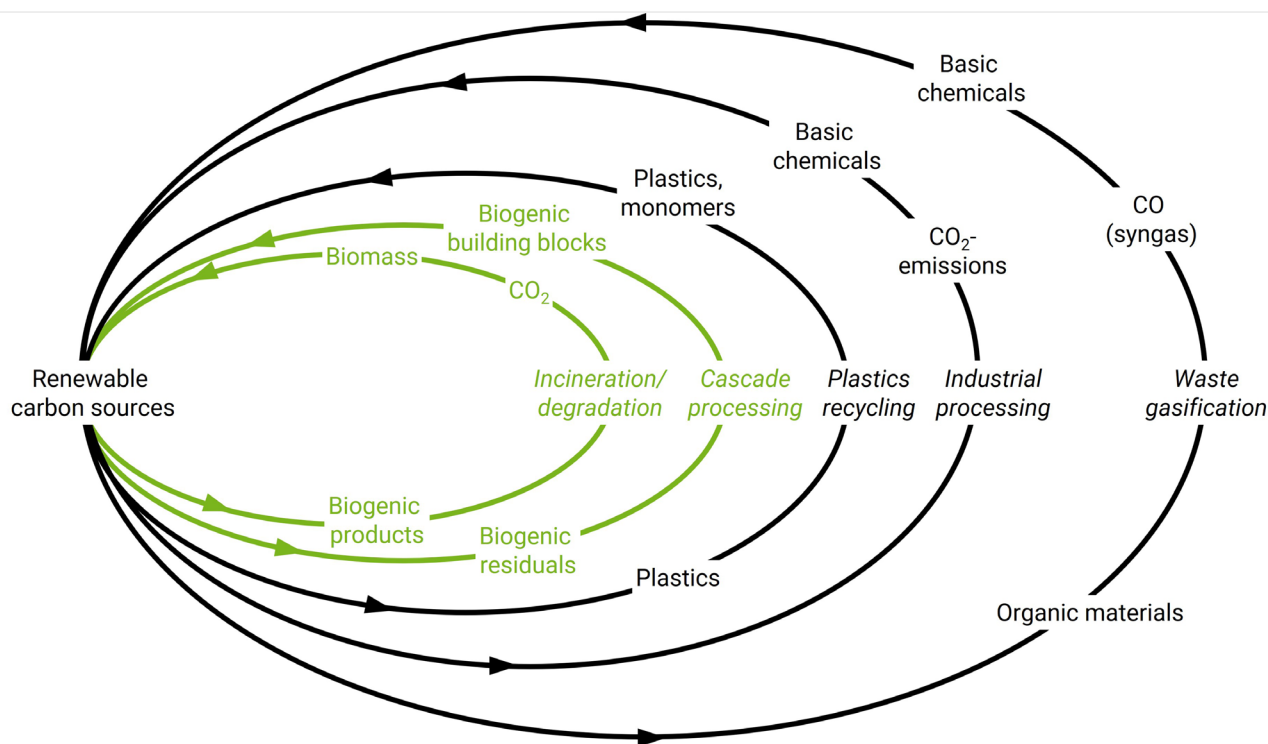 Basic
chemicals
Basic
chemicals
Plastics,
monomers
CO
(syngas)
Biogenic
building blocks
CO₂-
emissions
Biomass
CO₂
Renewable
carbon sources
Incineration/
degradation
Cascade
processing
Plastics
recycling
Industrial
processing
Waste
gasification
Biogenic
products
Biogenic
residuals
Plastics
Organic materials